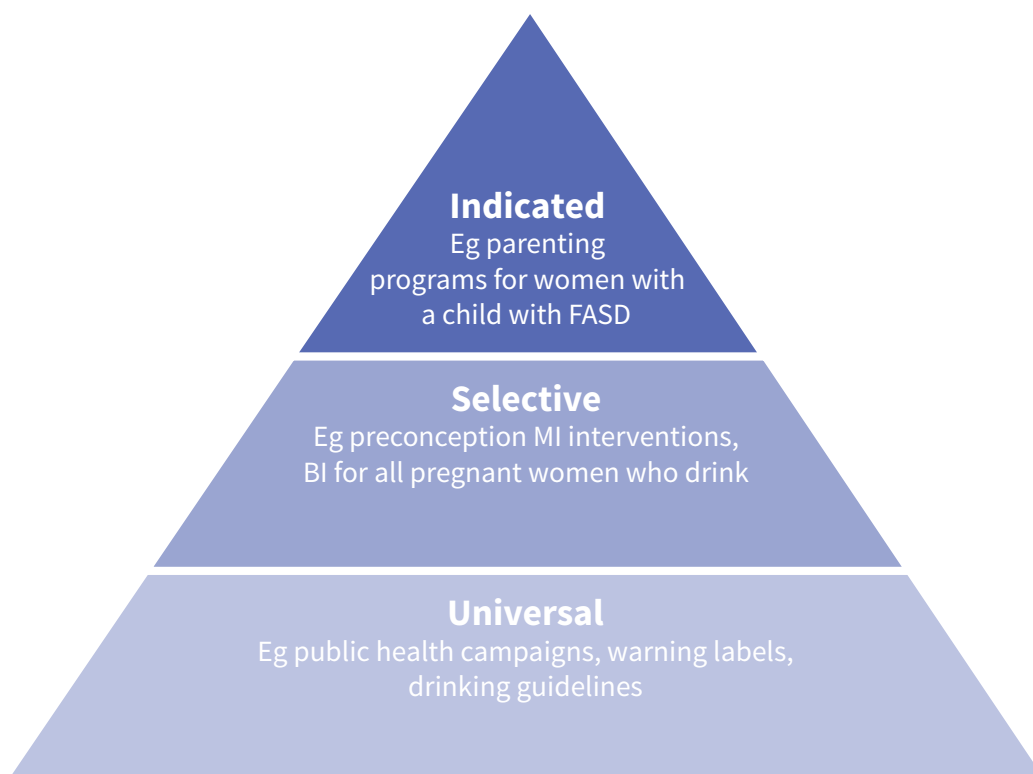 Indicated
Eg parenting
programs for women with
a child with FASD
Selective
Eg preconception MI interventions,
BI for all pregnant women who drink
Universal
Eg public health campaigns, warning labels,
drinking guidelines